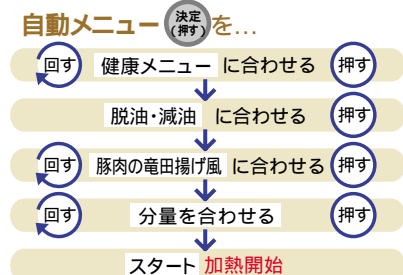 自動メニュー 決定(押す) を…
回す 健康メニュー に合わせる 押す
脱油・減油 に合わせる 押す
回す 豚肉の竜田揚げ風 に合わせる 押す
回す 分量を合わせる 押す
スタート 加熱開始